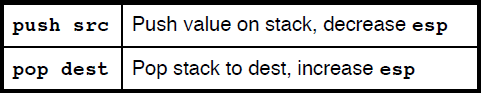 push src Push value on stack, decrease esp
pop dest Pop stack to dest, increase esp